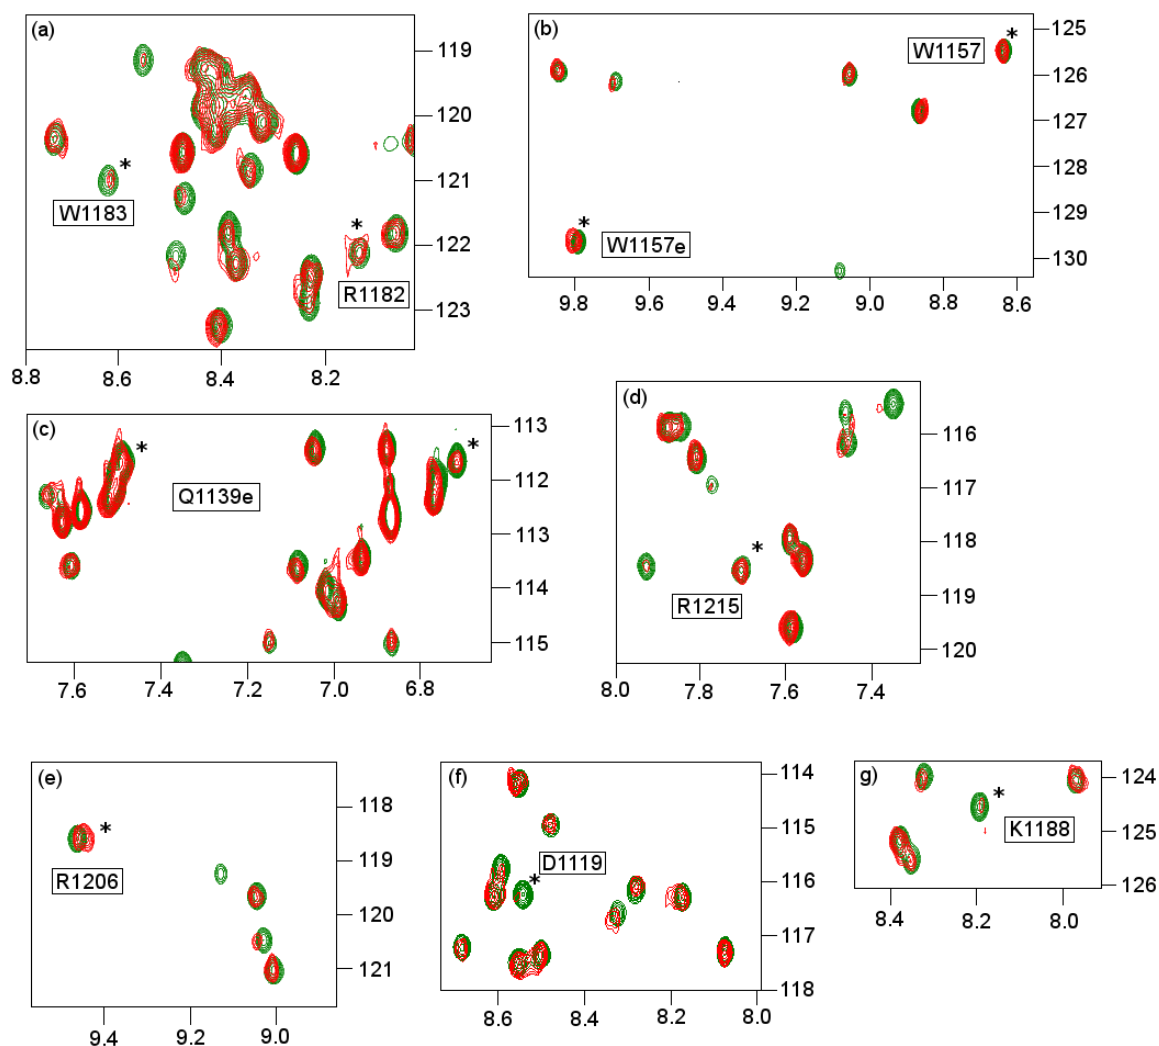 (a)
119
120
121
122
123
*
W1183
*
R1182
8.8 8.6 8.4 8.2
(b)
125
126
127
128
129
130
W1157
*
*
W1157e
9.8 9.6 9.4 9.2 9.0 8.8 8.6
(c)
113
112
113
114
115
*
*
Q1139e
7.6 7.4 7.2 7.0 6.8
(d)
116
117
118
119
120
*
R1215
8.0 7.8 7.6 7.4
(e)
118
119
120
121
*
R1206
9.4 9.2 9.0
(f)
114
115
116
117
118
D1119
*
8.6 8.4 8.2 8.0
g)
124
125
126
*
K1188
8.4 8.2 8.0